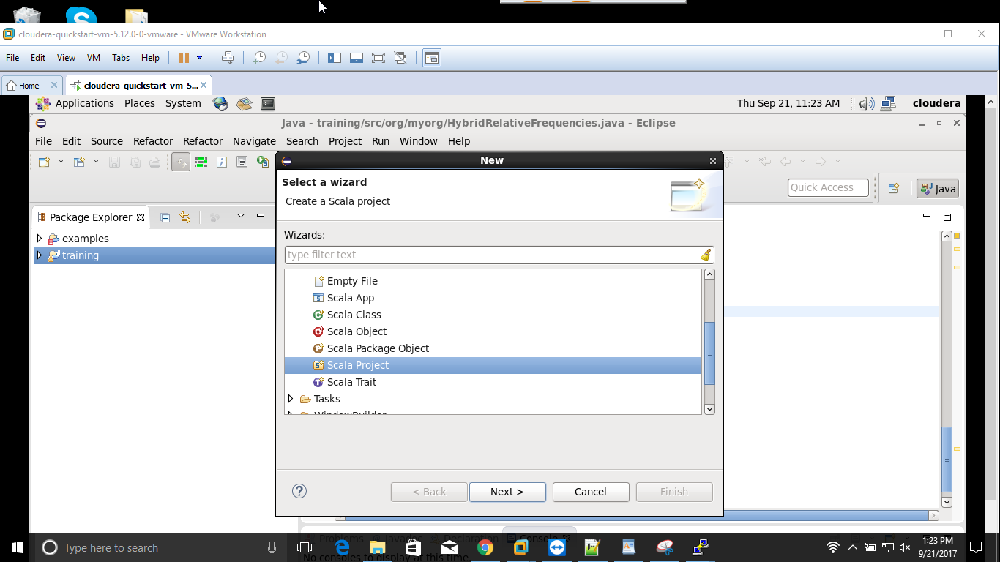 cloudera-quickstart-vm-5.12.0-0-vmware - VMware Workstation
File Edit View VM Tabs Help
Home cloudera-quickstart-vm-5...
Applications Places System Thu Sep 21, 11:23 AM cloudera
Java - training/src/org/myorg/HybridRelativeFrequencies.java - Eclipse
File Edit Source Refactor Refactor Navigate Search Project Run Window Help
New
Select a wizard
Create a Scala project
Quick Access Java
Package Explorer
examples
training
Wizards:
type filter text
Empty File
Scala App
Scala Class
Scala Object
Scala Package Object
Scala Project
Scala Trait
Tasks
WindowBuilder
< Back Next > Cancel Finish
Problems Javadoc Declaration Console
No consoles to display at this time.
Type here to search
1:23 PM
9/21/2017